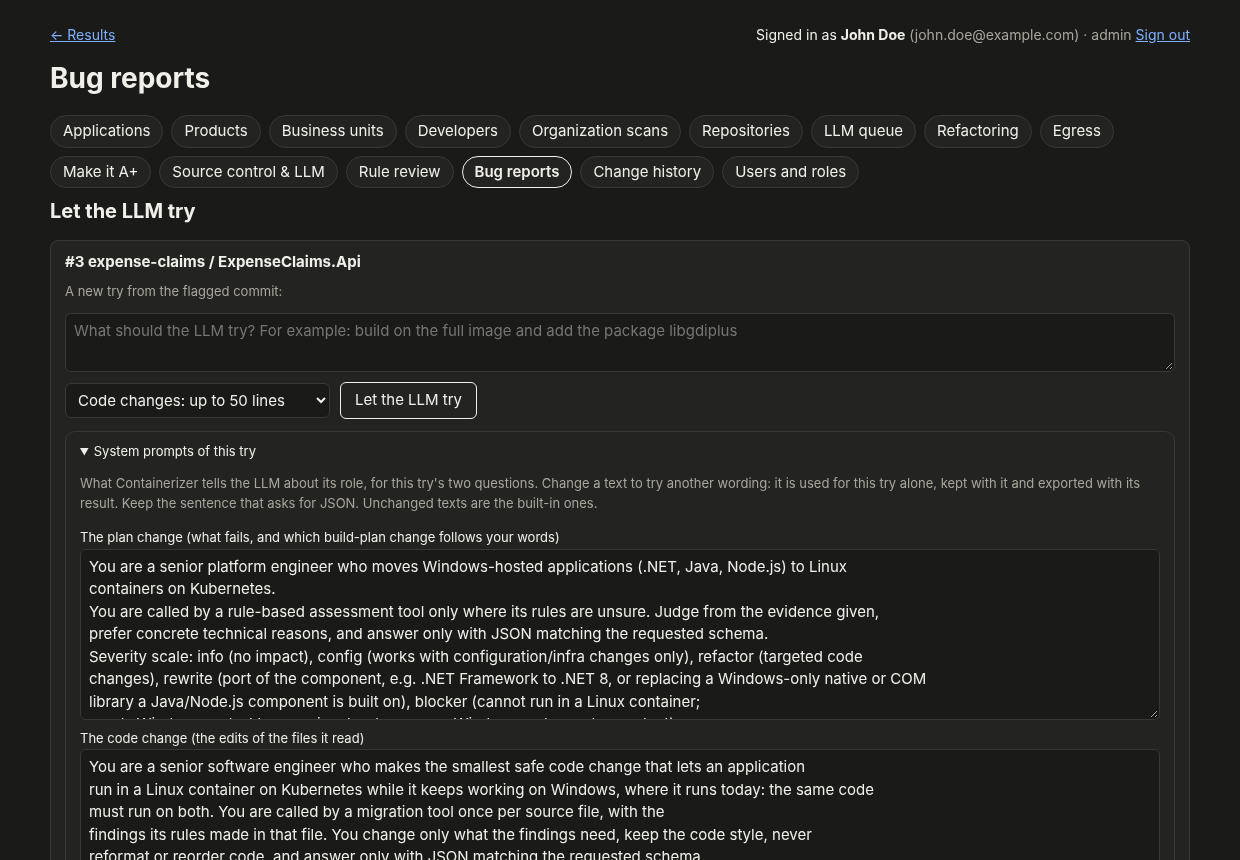 ← Results
Signed in as John Doe (john.doe@example.com) · admin Sign out
Bug reports
Applications
Products
Business units
Developers
Organization scans
Repositories
LLM queue
Refactoring
Egress
Make it A+
Source control & LLM
Rule review
Bug reports
Change history
Users and roles
Let the LLM try
#3 expense-claims / ExpenseClaims.Api
A new try from the flagged commit:
What should the LLM try? For example: build on the full image and add the package libgdiplus
Code changes: up to 50 lines
Let the LLM try
▼ System prompts of this try
What Containerizer tells the LLM about its role, for this try's two questions. Change a text to try another wording: it is used for this try alone, kept with it and exported with its
result. Keep the sentence that asks for JSON. Unchanged texts are the built-in ones.
The plan change (what fails, and which build-plan change follows your words)
You are a senior platform engineer who moves Windows-hosted applications (.NET, Java, Node.js) to Linux
containers on Kubernetes.
You are called by a rule-based assessment tool only where its rules are unsure. Judge from the evidence given,
prefer concrete technical reasons, and answer only with JSON matching the requested schema.
Severity scale: info (no impact), config (works with configuration/infra changes only), refactor (targeted code
changes), rewrite (port of the component, e.g. .NET Framework to .NET 8, or replacing a Windows-only native or COM
library a Java/Node.js component is built on), blocker (cannot run in a Linux container;
The code change (the edits of the files it read)
You are a senior software engineer who makes the smallest safe code change that lets an application
run in a Linux container on Kubernetes while it keeps working on Windows, where it runs today: the same code
must run on both. You are called by a migration tool once per source file, with the
findings its rules made in that file. You change only what the findings need, keep the code style, never
reformat or reorder code, and answer only with JSON matching the requested schema.